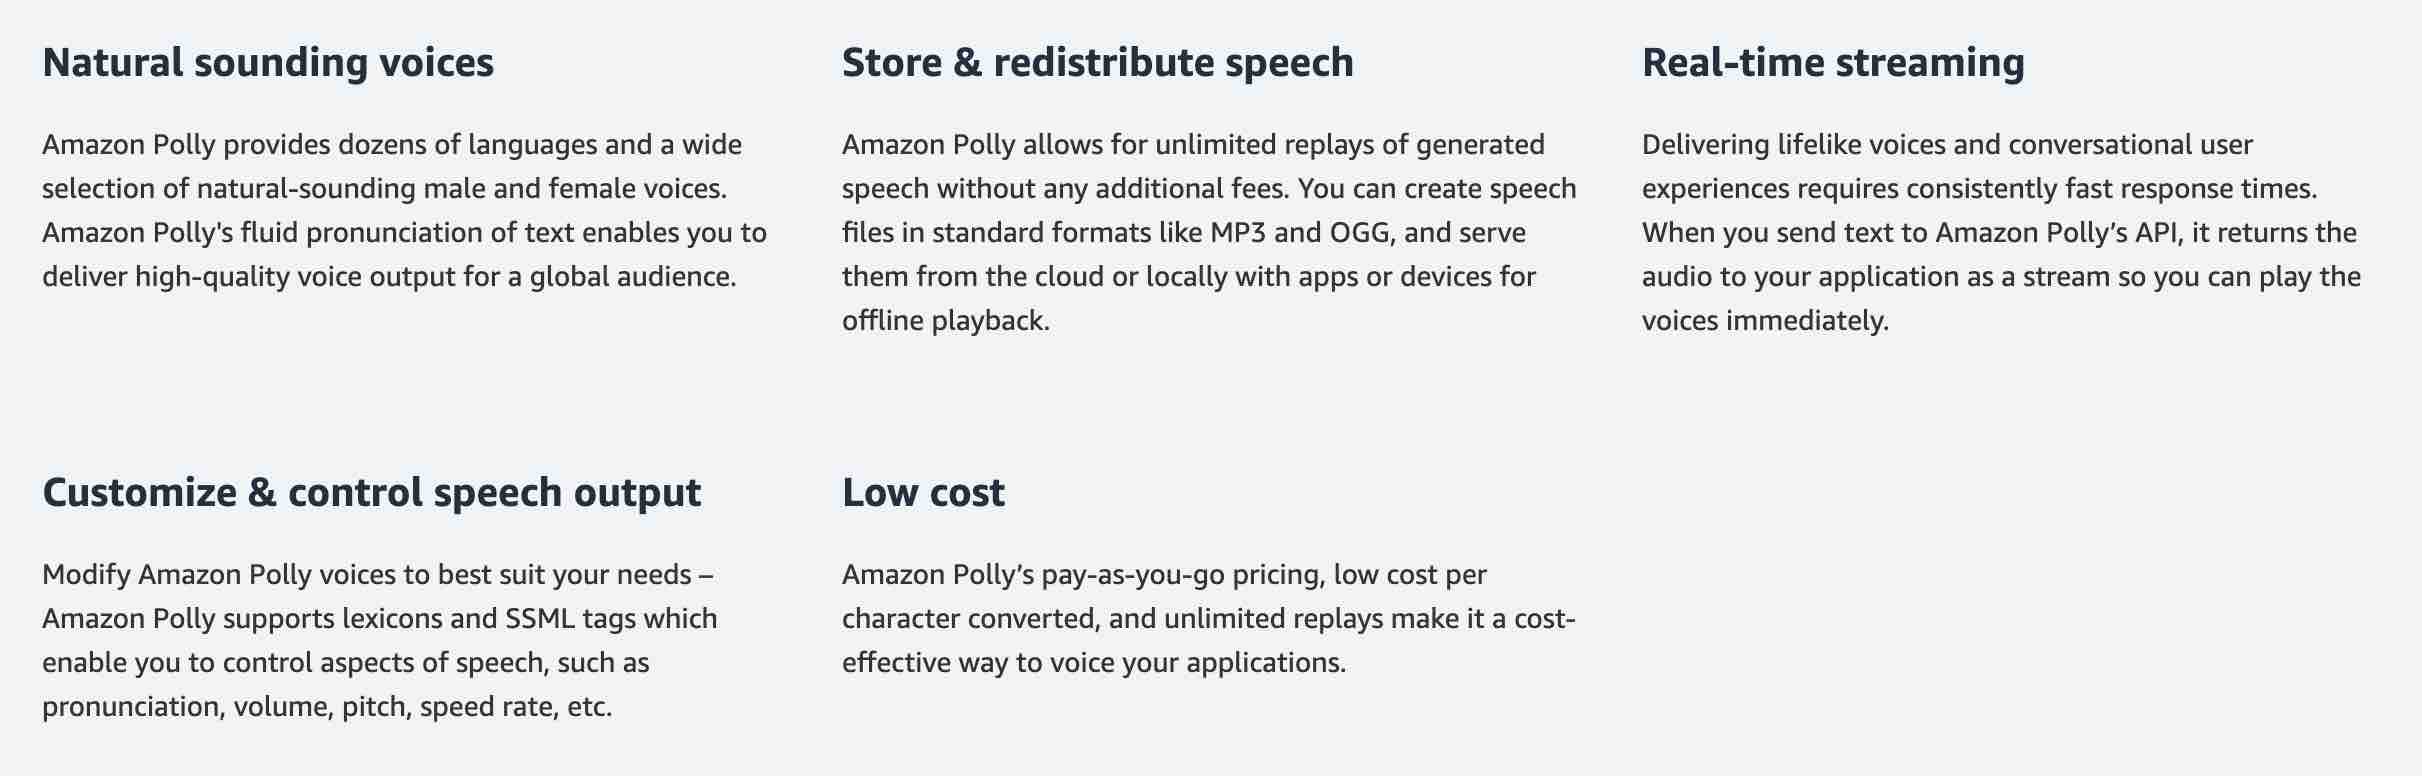 Natural sounding voices
Amazon Polly provides dozens of languages and a wide
selection of natural-sounding male and female voices.
Amazon Polly's fluid pronunciation of text enables you to
deliver high-quality voice output for a global audience.
Store & redistribute speech
Amazon Polly allows for unlimited replays of generated
speech without any additional fees. You can create speech
files in standard formats like MP3 and OGG, and serve
them from the cloud or locally with apps or devices for
offline playback.
Real-time streaming
Delivering lifelike voices and conversational user
experiences requires consistently fast response times.
When you send text to Amazon Polly’s API, it returns the
audio to your application as a stream so you can play the
voices immediately.
Customize & control speech output
Modify Amazon Polly voices to best suit your needs –
Amazon Polly supports lexicons and SSML tags which
enable you to control aspects of speech, such as
pronunciation, volume, pitch, speed rate, etc.
Low cost
Amazon Polly’s pay-as-you-go pricing, low cost per
character converted, and unlimited replays make it a cost-
effective way to voice your applications.